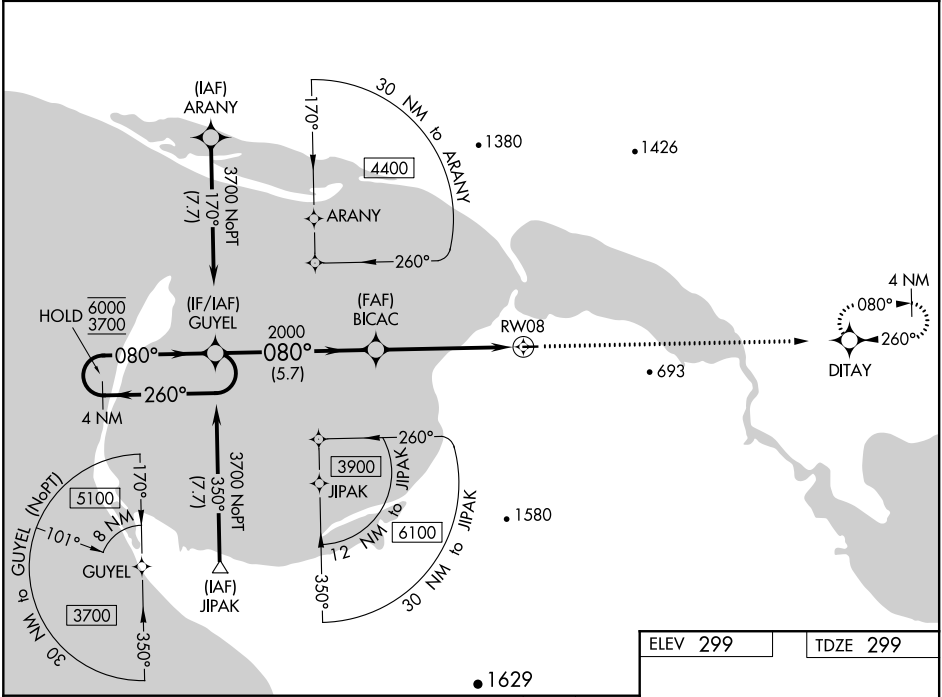 (IAF)
ARANY
3700 NoPT
170°
(7.7)
30 NM to ARANY
170°
4400
ARANY
260°
1380
1426
HOLD
6000
3700
(IF/IAF)
GUYEL
080°
260°
4 NM
2000
080°
(5.7)
(FAF)
BICAC
RW08
4 NM
080°
260°
DITAY
693
3700 NoPT
350°
(7.7)
(IAF)
JIPAK
260°
3900
JIPAK
12 NM to JIPAK
6100
30 NM to JIPAK
350°
1580
30 NM to GUYEL (NoPT)
170°
5100
8 NM
101°
GUYEL
3700
350°
1629
ELEV 299
TDZE 299